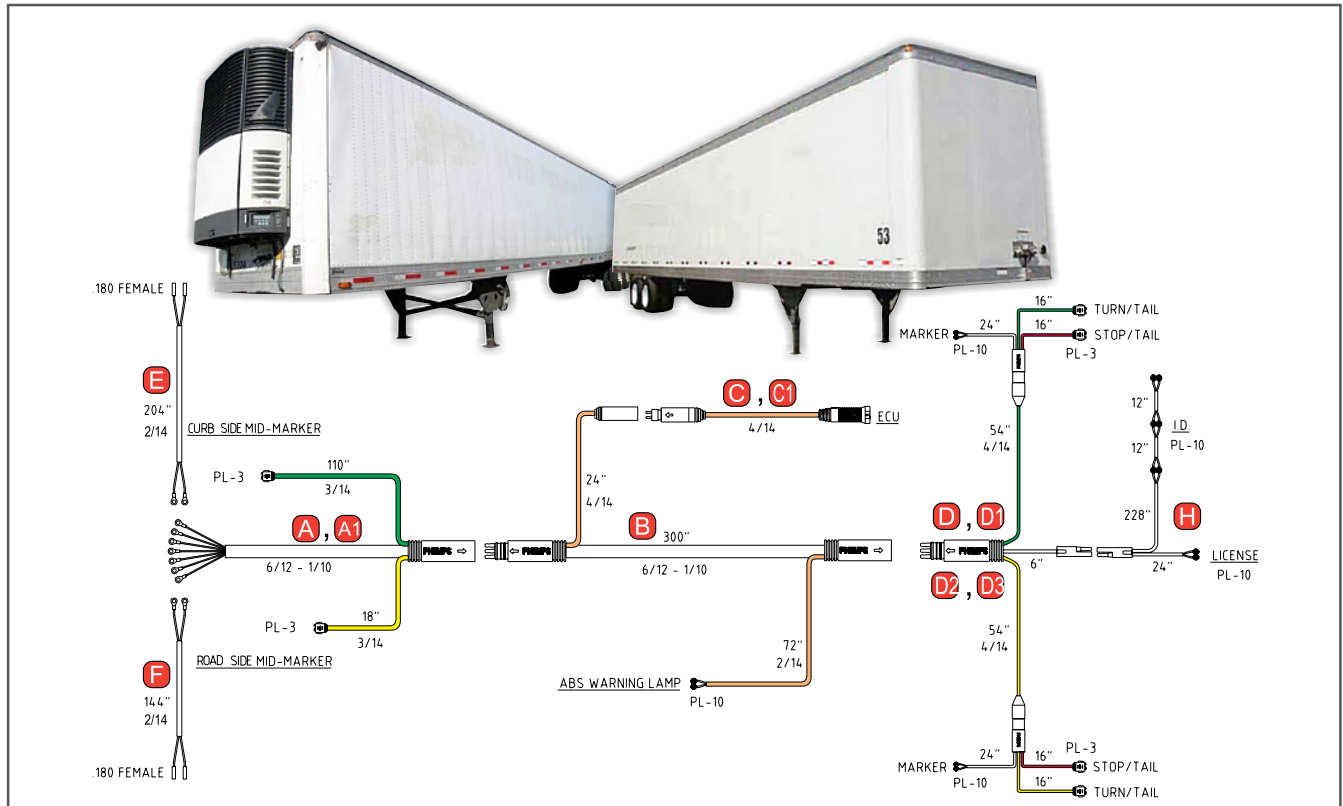 53
.180 FEMALE
E
204"
2/14
CURB SIDE MID-MARKER
PL-3
110"
3/14
A , A1
6/12 - 1/10
PHILLIPS
18"
3/14
PL-3
ROAD SIDE MID-MARKER
F
144"
2/14
.180 FEMALE
C , C1
4/14
ECU
24"
4/14
PHILLIPS
B
300"
6/12 - 1/10
PHILLIPS
72"
2/14
ABS WARNING LAMP
PL-10
16"
TURN/TAIL
MARKER
24"
PL-10
16"
STOP/TAIL
PL-3
PHILLIPS
54"
4/14
D , D1
PHILLIPS
D2 , D3
6"
12"
I.D.
PL-10
12"
228"
H
24"
LICENSE
PL-10
54"
4/14
PHILLIPS
MARKER
24"
PL-10
16"
PL-3
STOP/TAIL
16"
TURN/TAIL